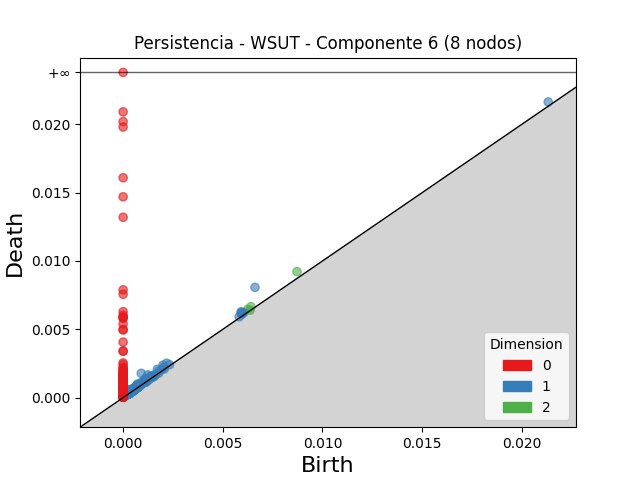 Persistencia - WSUT - Componente 6 (8 nodos)
+∞
0.020
0.015
0.010
0.005
0.000
Death
0.000 0.005 0.010 0.015 0.020
Birth
Dimension
0
1
2